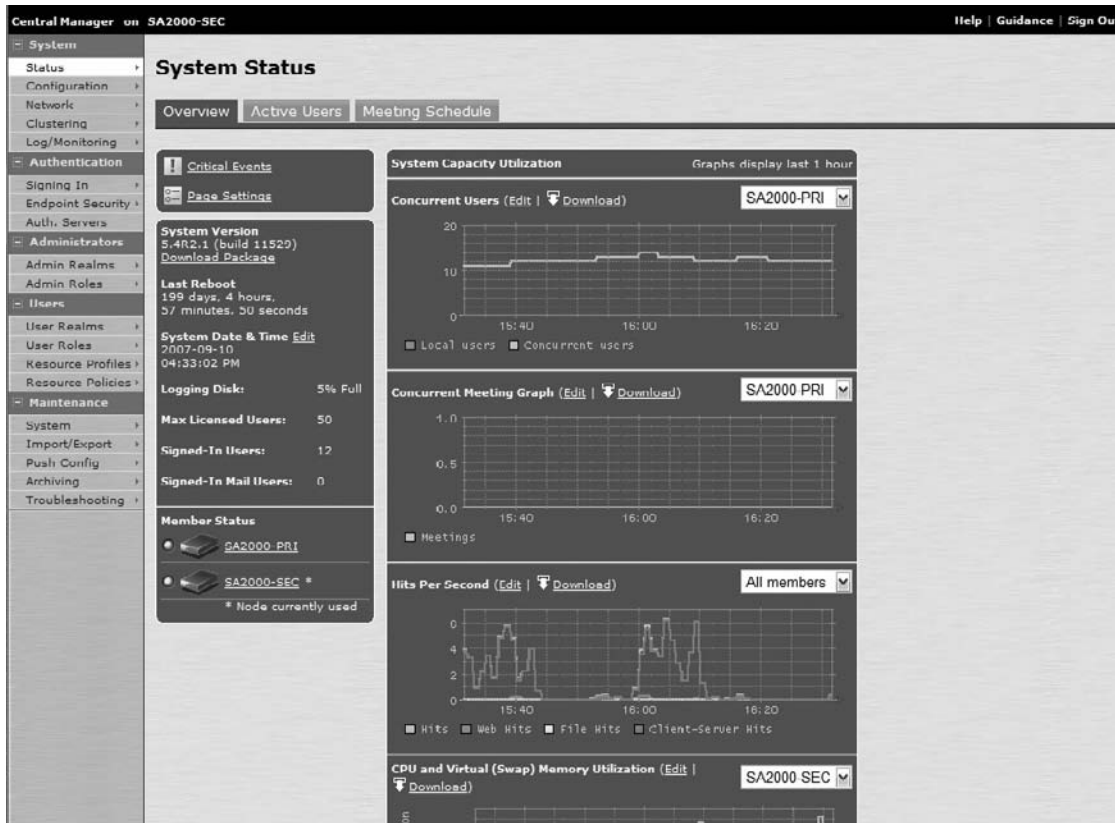 Central Manager on SA2000-SEC
Help | Guidance | Sign Ou
System
Status
Configuration
Network
Clustering
Log/Monitoring
Authentication
Signing In
Endpoint Security
Auth. Servers
Administrators
Admin Realms
Admin Roles
Users
User Realms
User Roles
Resource Profiles
Resource Policies
Maintenance
System
Import/Export
Push Config
Archiving
Troubleshooting
System Status
Overview
Active Users
Meeting Schedule
Critical Events
Page Settings
System Version
5.4R2.1 (build 11529)
Download Package
Last Reboot
199 days, 4 hours,
57 minutes, 50 seconds
System Date & Time Edit
2007-09-10
04:33:02 PM
Logging Disk: 5% Full
Max Licensed Users: 50
Signed-In Users: 12
Signed-In Mail Users: 0
Member Status
SA2000-PRI
SA2000-SEC *
* Node currently used
System Capacity Utilization
Graphs display last 1 hour
Concurrent Users (Edit | Download)
SA2000-PRI
20
10
0
15:40 16:00 16:20
Local users Concurrent users
Concurrent Meeting Graph (Edit | Download)
SA2000 PRI
1.0
0.5
0.0
15:40 16:00 16:20
Meetings
Hits Per Second (Edit | Download)
All members
6
4
2
0
15:40 16:00 16:20
Hits Web Hits File Hits Client-Server Hits
CPU and Virtual (Swap) Memory Utilization (Edit |
Download)
SA2000 SEC